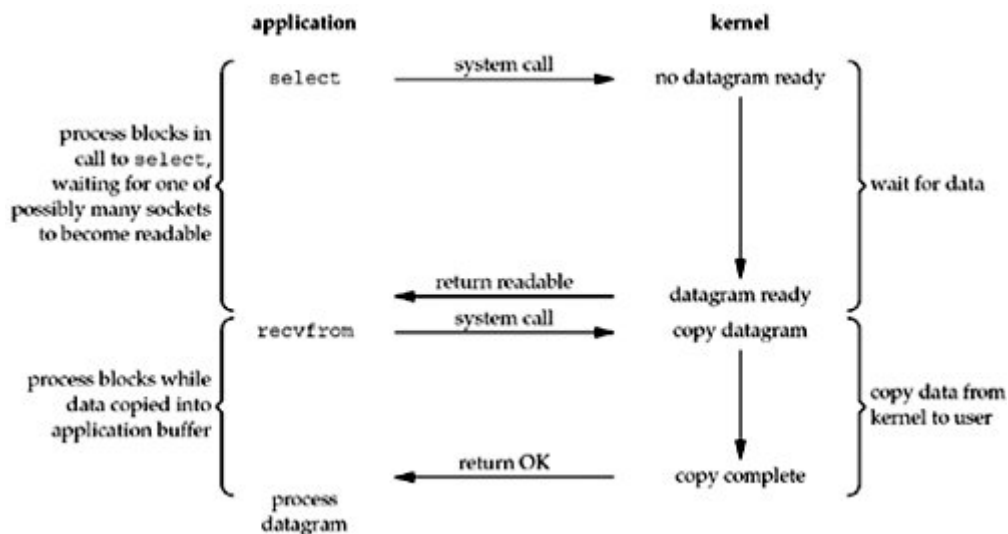 application kernel
select system call no datagram ready
process blocks in
call to select,
waiting for one of
possibly many sockets
to become readable
wait for data
return readable datagram ready
recvfrom system call copy datagram
process blocks while
data copied into
application buffer
copy data from
kernel to user
return OK copy complete
process
datagram